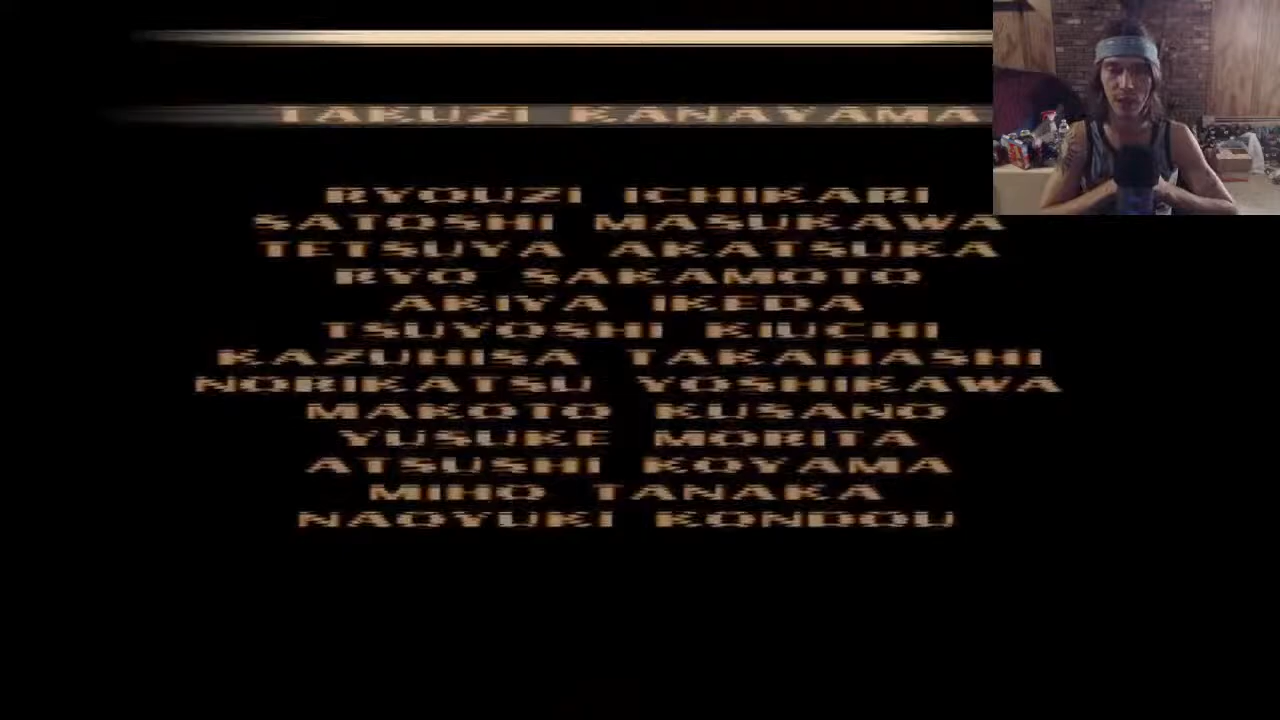 TAKUZI KANAYAMA
RYOUZI ICHIKARI
SATOSHI MASUKAWA
TETSUYA AKATSUKA
RYO SAKAMOTO
AKIYA IKEDA
TSUYOSHI KIUCHI
KAZUHISA TAKAHASHI
NORIKATSU YOSHIKAWA
MAKOTO KUSANO
YUSUKE MORITA
ATSUSHI KOYAMA
MIHO TANAKA
NAOYUKI KONDOU